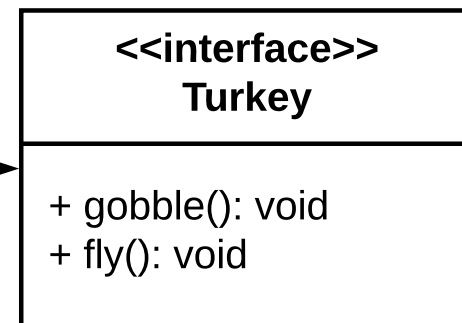 <<interface>>
Turkey
+ gobble(): void
+ fly(): void